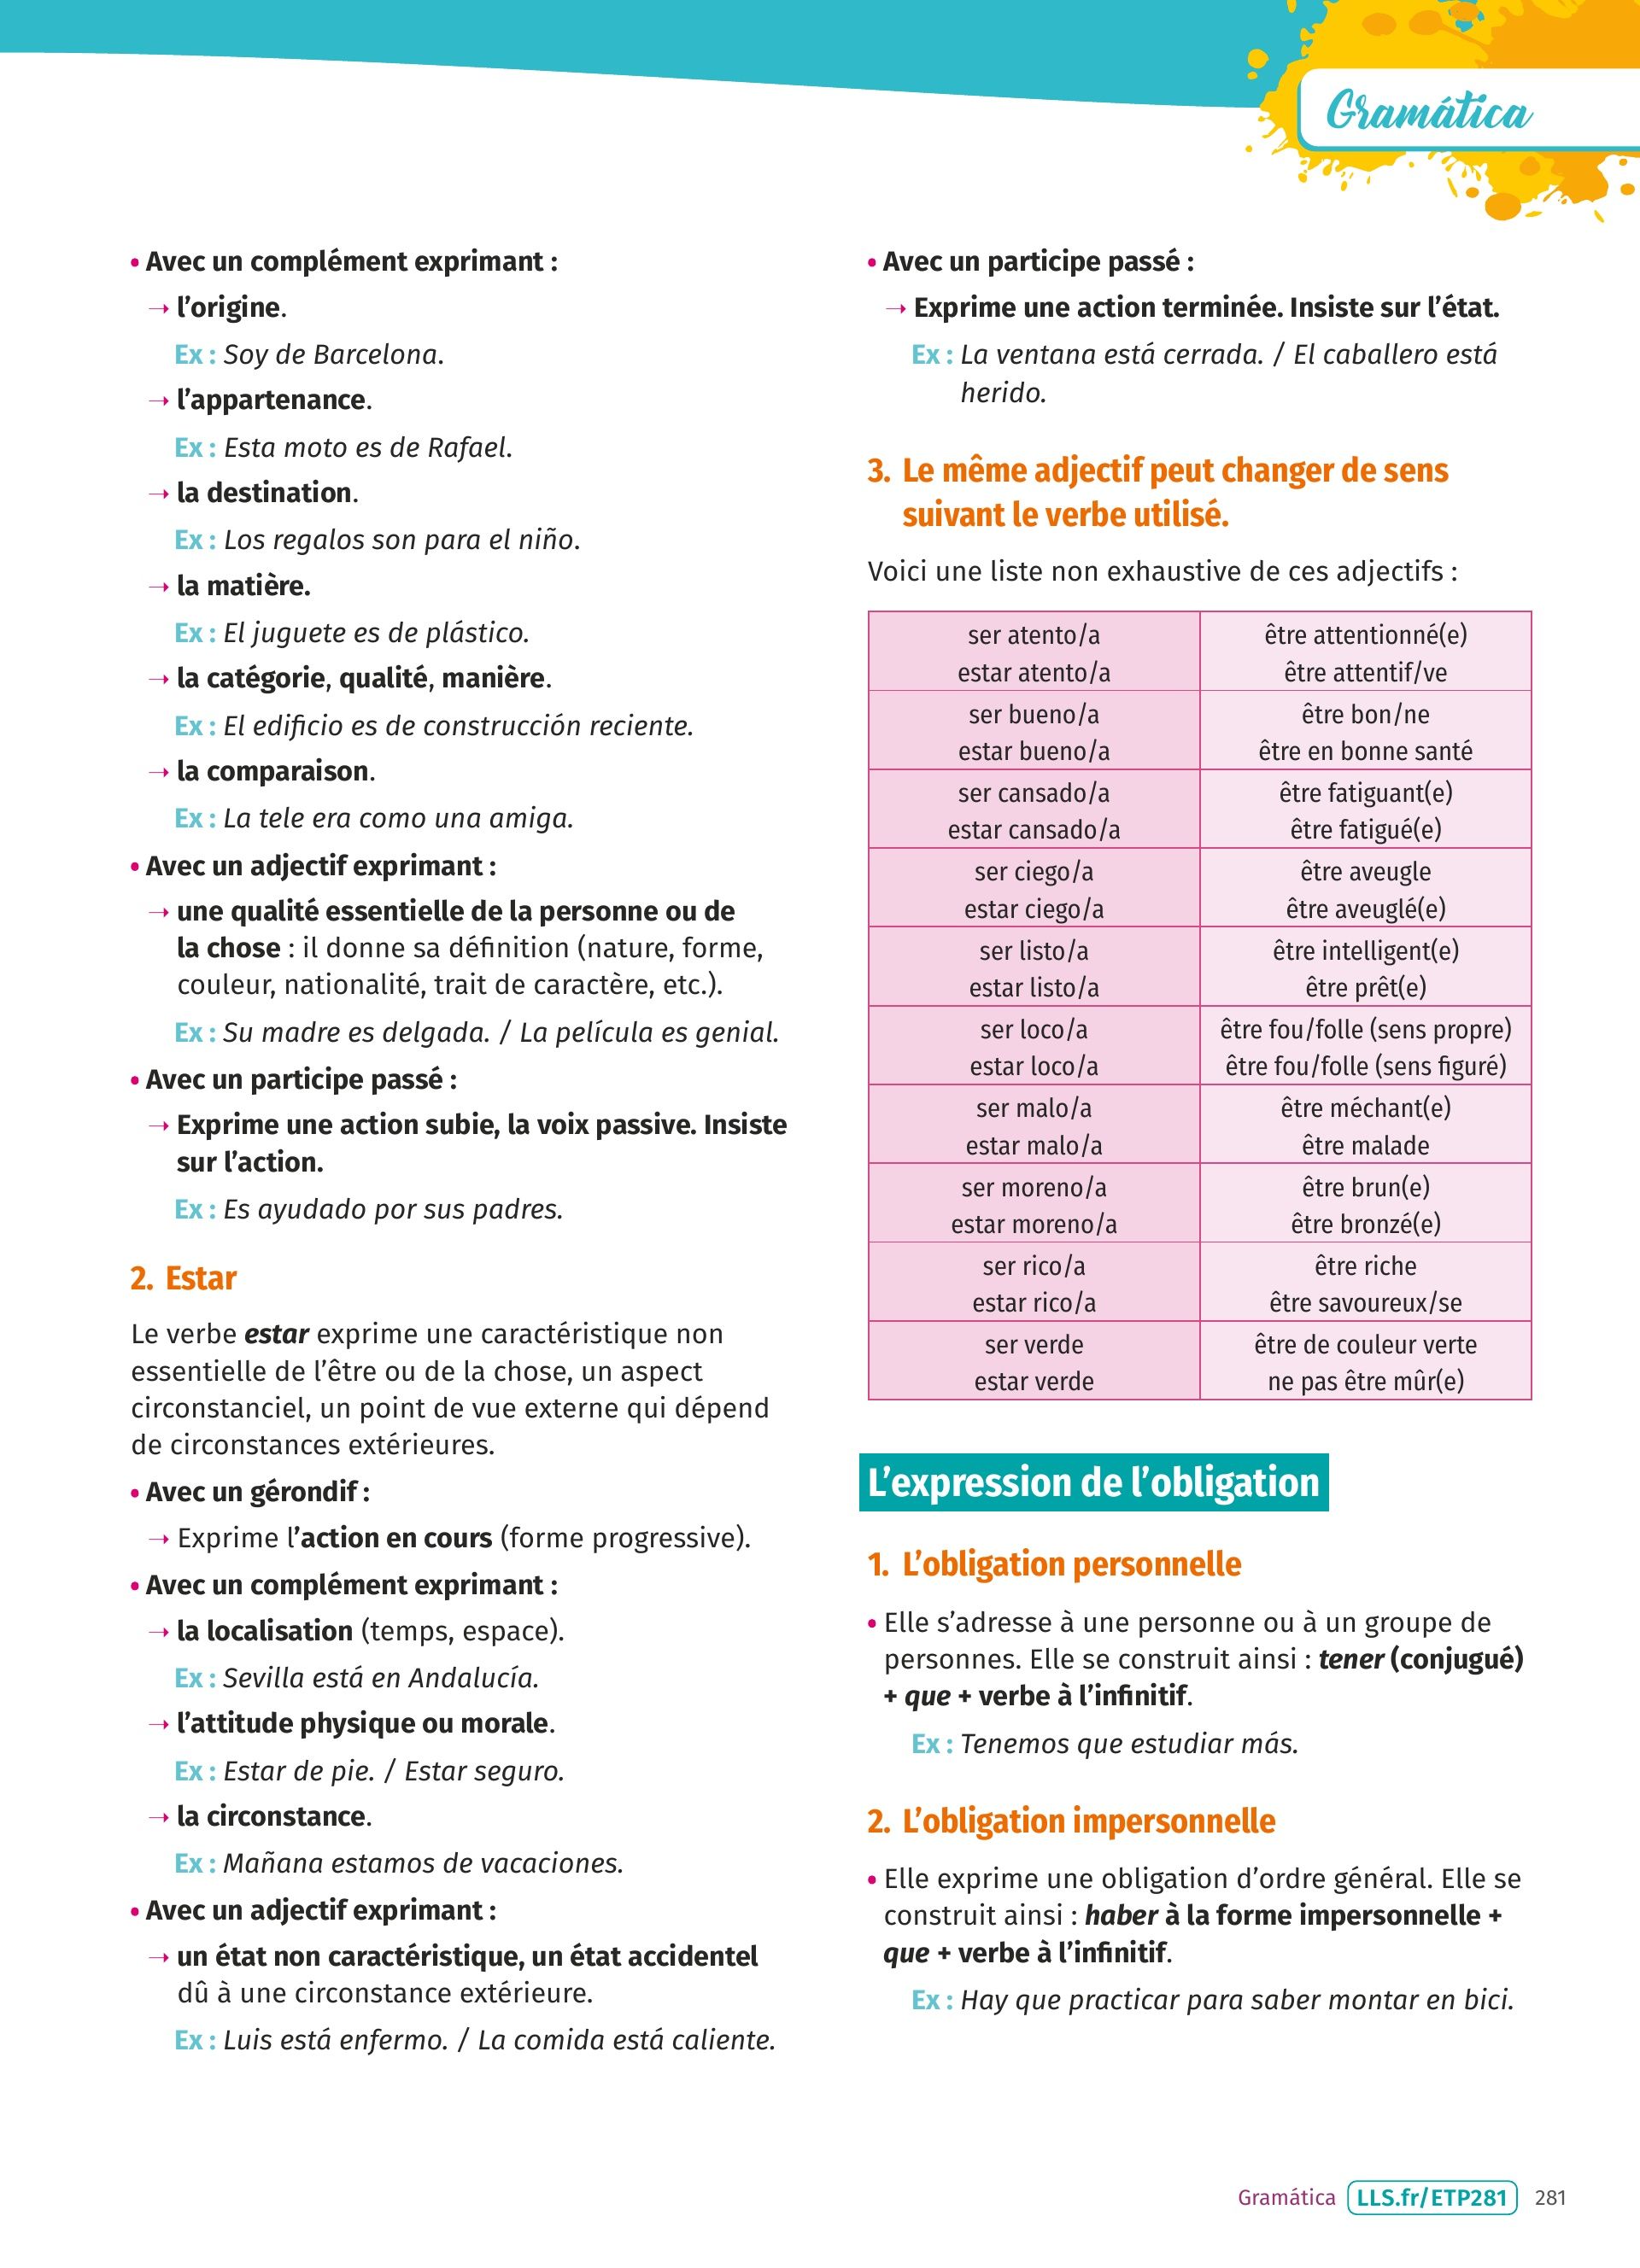 Gramática
• Avec un complément exprimant :
→ l’origine.
Ex : Soy de Barcelona.
→ l’appartenance.
Ex : Esta moto es de Rafael.
→ la destination.
Ex : Los regalos son para el niño.
→ la matière.
Ex : El juguete es de plástico.
→ la catégorie, qualité, manière.
Ex : El edificio es de construcción reciente.
→ la comparaison.
Ex : La tele era como una amiga.
• Avec un adjectif exprimant :
→ une qualité essentielle de la personne ou de
la chose : il donne sa définition (nature, forme,
couleur, nationalité, trait de caractère, etc.).
Ex : Su madre es delgada. / La película es genial.
• Avec un participe passé :
→ Exprime une action subie, la voix passive. Insiste
sur l’action.
Ex : Es ayudado por sus padres.
2. Estar
Le verbe estar exprime une caractéristique non
essentielle de l’être ou de la chose, un aspect
circonstanciel, un point de vue externe qui dépend
de circonstances extérieures.
• Avec un gérondif :
→ Exprime l’action en cours (forme progressive).
• Avec un complément exprimant :
→ la localisation (temps, espace).
Ex : Sevilla está en Andalucía.
→ l’attitude physique ou morale.
Ex : Estar de pie. / Estar seguro.
→ la circonstance.
Ex : Mañana estamos de vacaciones.
• Avec un adjectif exprimant :
→ un état non caractéristique, un état accidentel
dû à une circonstance extérieure.
Ex : Luis está enfermo. / La comida está caliente.
• Avec un participe passé :
→ Exprime une action terminée. Insiste sur l’état.
Ex : La ventana está cerrada. / El caballero está
herido.
3. Le même adjectif peut changer de sens
suivant le verbe utilisé.
Voici une liste non exhaustive de ces adjectifs :
ser atento/a être attentionné(e)
estar atento/a être attentif/ve
ser bueno/a être bon/ne
estar bueno/a être en bonne santé
ser cansado/a être fatiguant(e)
estar cansado/a être fatigué(e)
ser ciego/a être aveugle
estar ciego/a être aveuglé(e)
ser listo/a être intelligent(e)
estar listo/a être prêt(e)
ser loco/a être fou/folle (sens propre)
estar loco/a être fou/folle (sens figuré)
ser malo/a être méchant(e)
estar malo/a être malade
ser moreno/a être brun(e)
estar moreno/a être bronzé(e)
ser rico/a être riche
estar rico/a être savoureux/se
ser verde être de couleur verte
estar verde ne pas être mûr(e)
L’expression de l’obligation
1. L’obligation personnelle
• Elle s’adresse à une personne ou à un groupe de
personnes. Elle se construit ainsi : tener (conjugué)
+ que + verbe à l’infinitif.
Ex : Tenemos que estudiar más.
2. L’obligation impersonnelle
• Elle exprime une obligation d’ordre général. Elle se
construit ainsi : haber à la forme impersonnelle +
que + verbe à l’infinitif.
Ex : Hay que practicar para saber montar en bici.
Gramática LLS.fr/ETP281 281